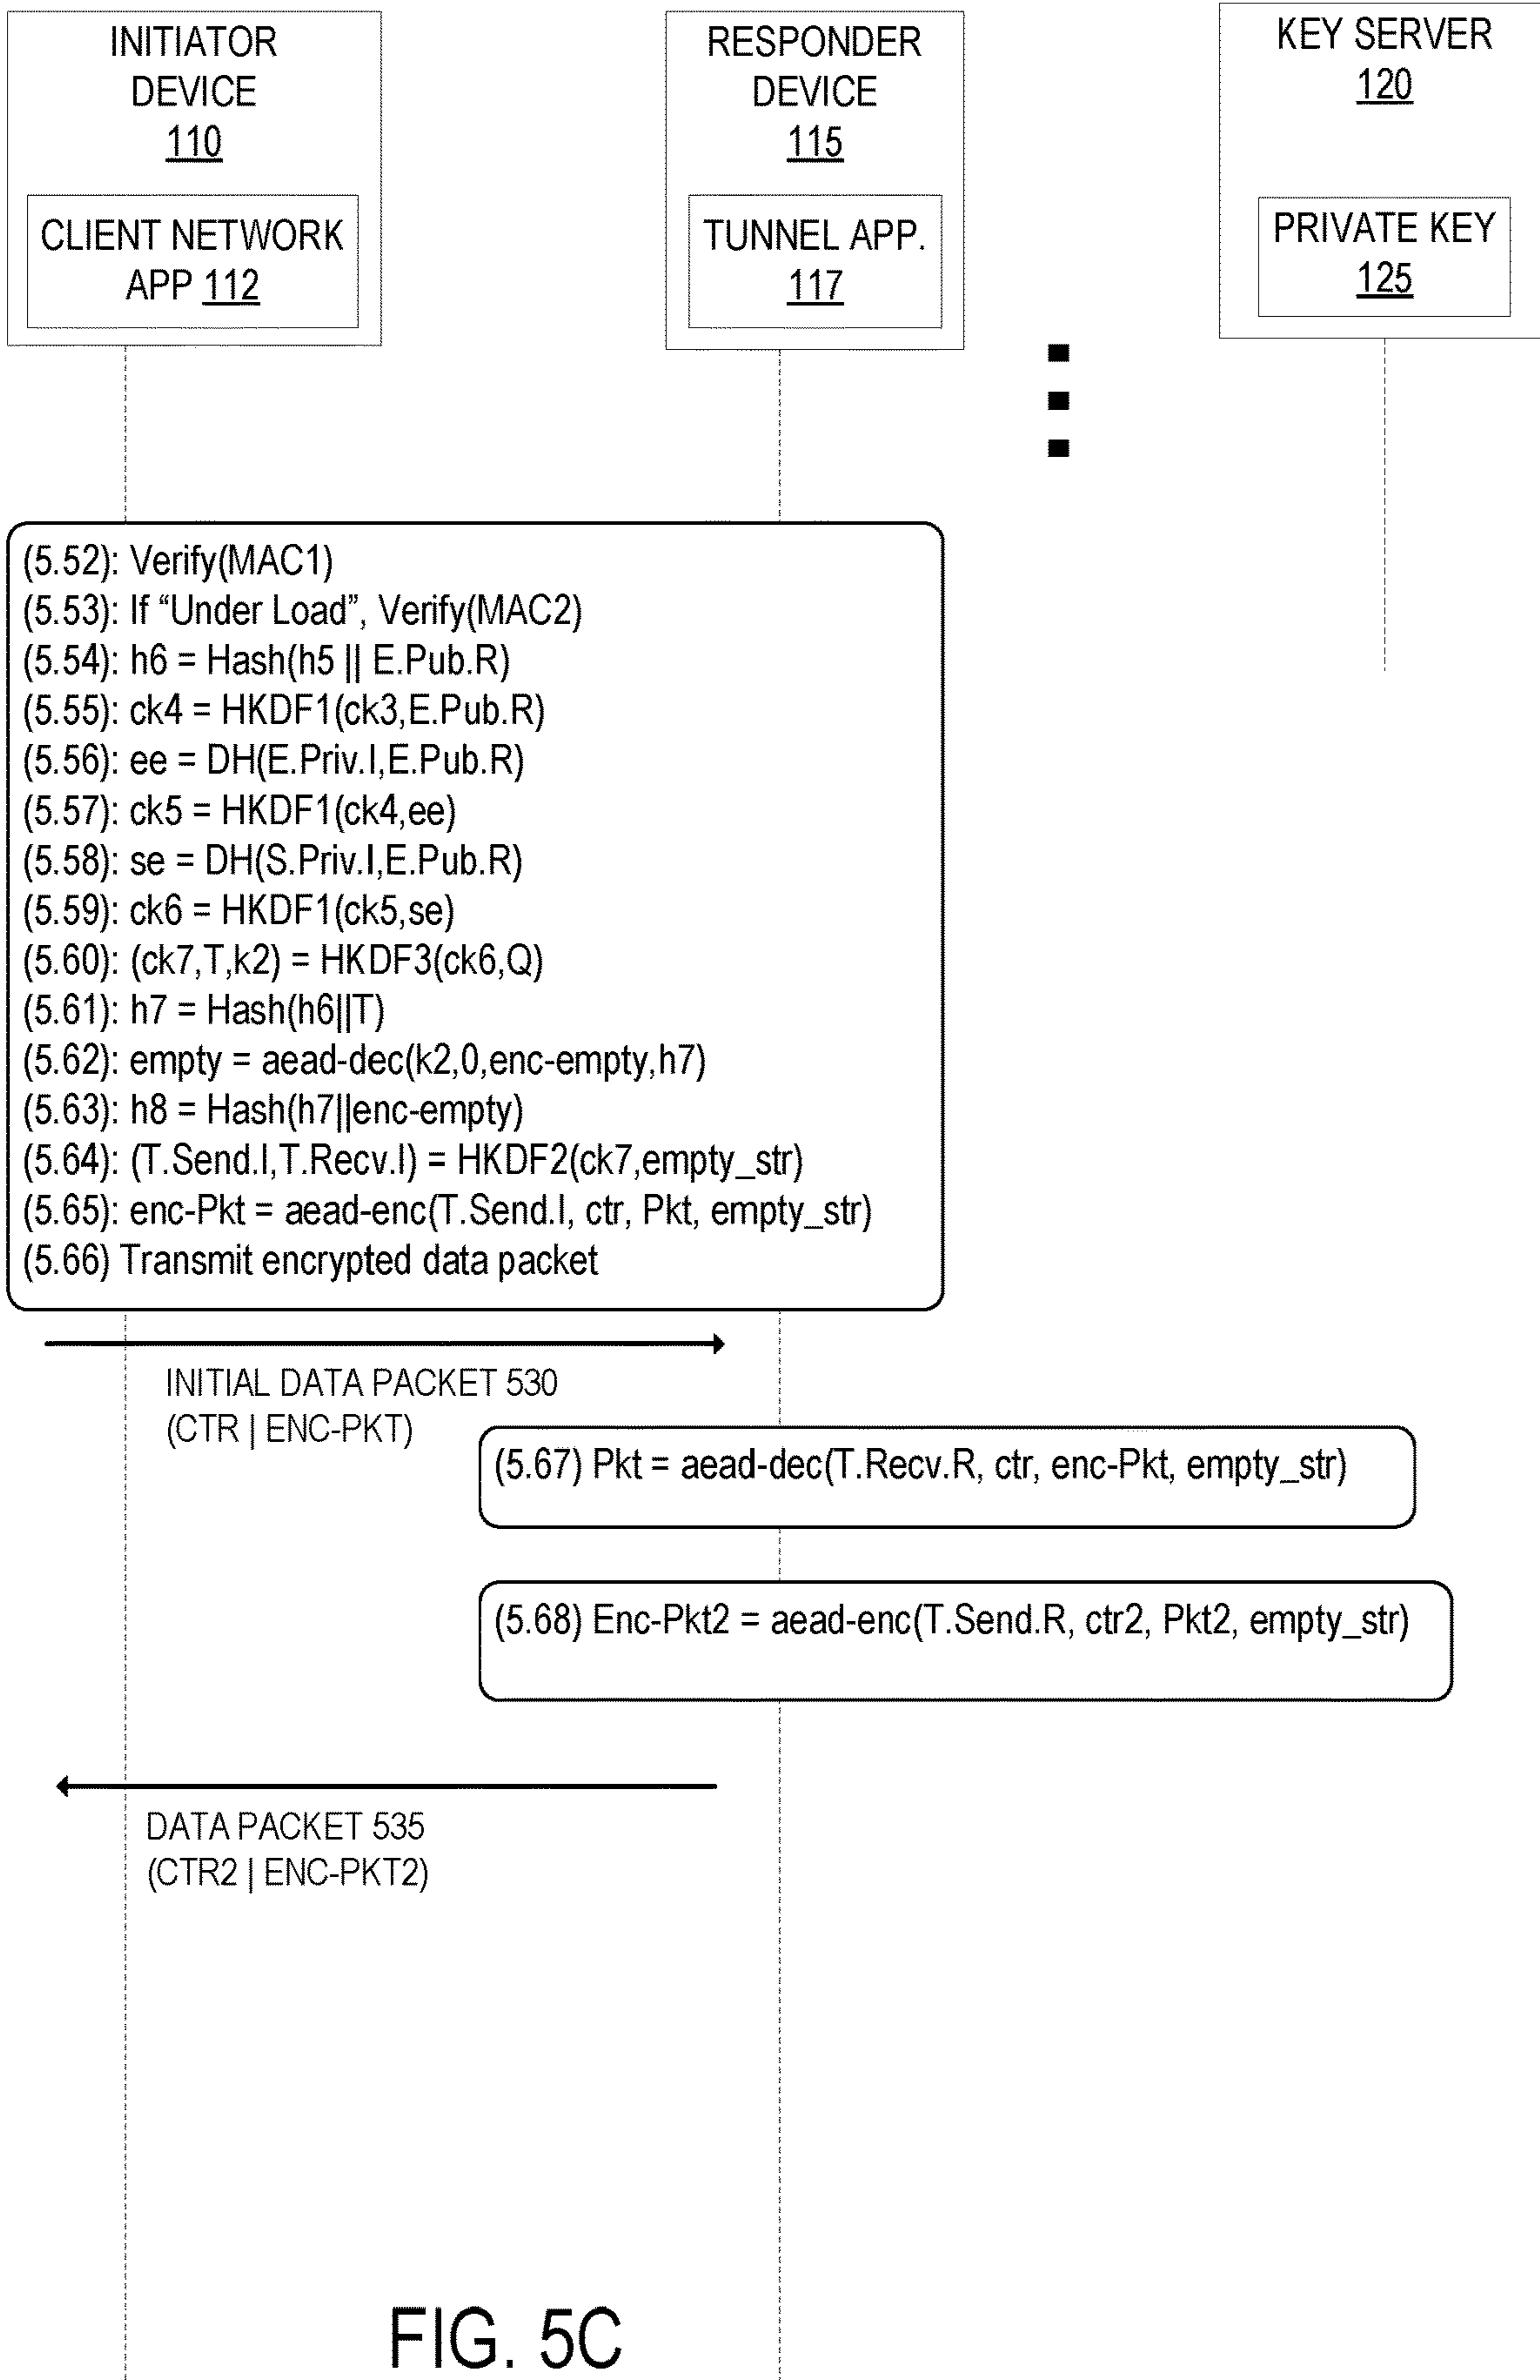 INITIATOR
DEVICE
110
CLIENT NETWORK
APP 112
RESPONDER
DEVICE
115
TUNNEL APP.
117
KEY SERVER
120
PRIVATE KEY
125
(5.52): Verify(MAC1)
(5.53): If “Under Load”, Verify(MAC2)
(5.54): h6 = Hash(h5 || E.Pub.R)
(5.55): ck4 = HKDF1(ck3,E.Pub.R)
(5.56): ee = DH(E.Priv.I,E.Pub.R)
(5.57): ck5 = HKDF1(ck4,ee)
(5.58): se = DH(S.Priv.I,E.Pub.R)
(5.59): ck6 = HKDF1(ck5,se)
(5.60): (ck7,T,k2) = HKDF3(ck6,Q)
(5.61): h7 = Hash(h6||T)
(5.62): empty = aead-dec(k2,0,enc-empty,h7)
(5.63): h8 = Hash(h7||enc-empty)
(5.64): (T.Send.I,T.Recv.I) = HKDF2(ck7,empty_str)
(5.65): enc-Pkt = aead-enc(T.Send.I, ctr, Pkt, empty_str)
(5.66) Transmit encrypted data packet
INITIAL DATA PACKET 530
(CTR | ENC-PKT)
(5.67) Pkt = aead-dec(T.Recv.R, ctr, enc-Pkt, empty_str)
(5.68) Enc-Pkt2 = aead-enc(T.Send.R, ctr2, Pkt2, empty_str)
DATA PACKET 535
(CTR2 | ENC-PKT2)
FIG. 5C